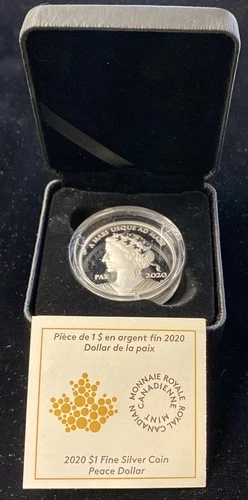 A MARI USQUE AD MARE
PAX 2020
Pièce de 1 $ en argent fin 2020
Dollar de la paix
MONNAIE ROYALE CANADIENNE
ROYAL CANADIAN MINT
2020 $1 Fine Silver Coin
Peace Dollar